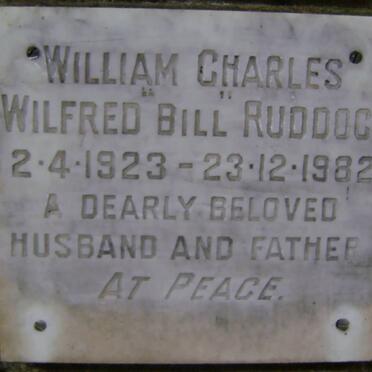 WILLIAM CHARLES
WILFRED "BILL" RUDDOC
2·4·1923 - 23·12·1982
A DEARLY BELOVED
HUSBAND AND FATHER
AT PEACE.